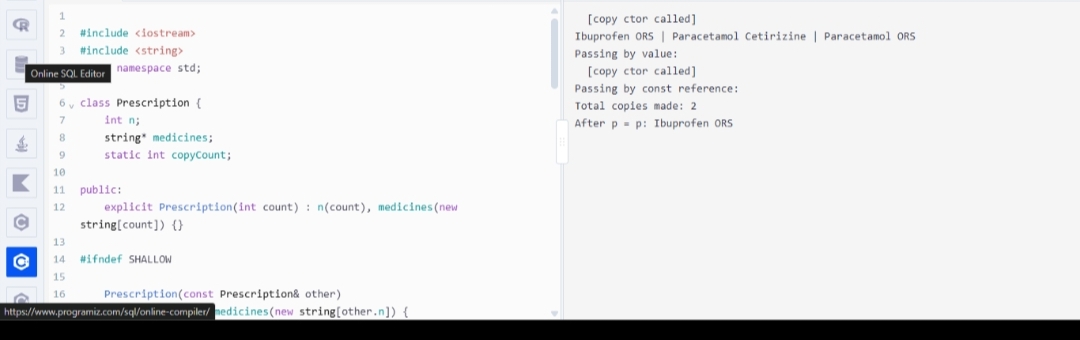 1
2 #include <iostream>
3 #include <string>
Online SQL Editor
namespace std;
5
6 class Prescription {
7 int n;
8 string* medicines;
9 static int copyCount;
10
11 public:
12 explicit Prescription(int count) : n(count), medicines(new
string[count]) {}
13
14 #ifndef SHALLOW
15
16 Prescription(const Prescription& other)
https://www.programiz.com/sql/online-compiler/
medicines(new string[other.n]) {
[copy ctor called]
Ibuprofen ORS | Paracetamol Cetirizine | Paracetamol ORS
Passing by value:
[copy ctor called]
Passing by const reference:
Total copies made: 2
After p = p: Ibuprofen ORS